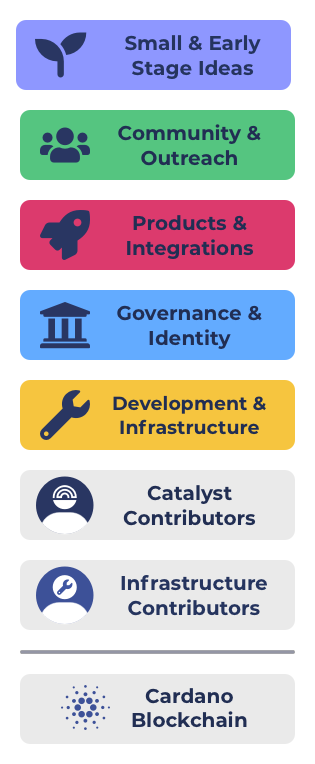 Small & Early
Stage Ideas
Community &
Outreach
Products &
Integrations
Governance &
Identity
Development &
Infrastructure
Catalyst
Contributors
Infrastructure
Contributors
Cardano
Blockchain